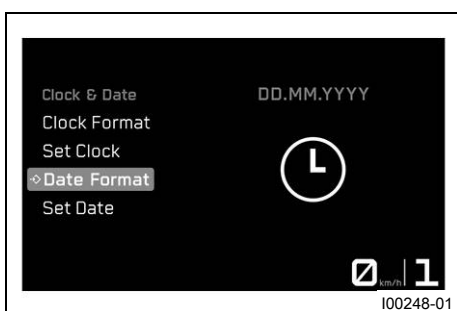 Clock & Date
DD.MM.YYYY
Clock Format
Set Clock
Date Format
Set Date
0 km/h 1
I00248-01